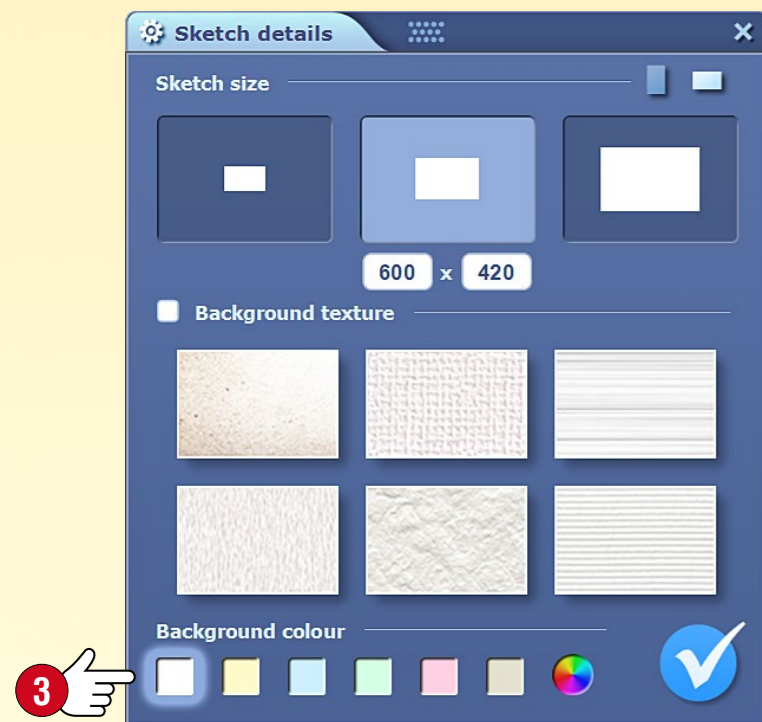 Sketch details
Sketch size
600 x 420
Background texture
Background colour
3